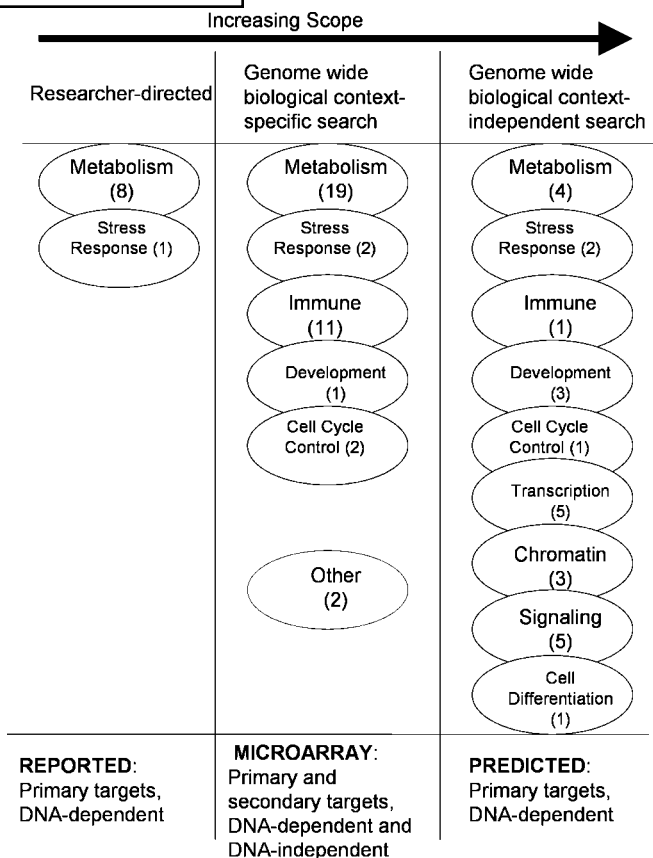 Increasing Scope
Researcher-directed
Genome wide
biological context-
specific search
Genome wide
biological context-
independent search
Metabolism
(8)
Stress
Response (1)
Metabolism
(19)
Stress
Response (2)
Immune
(11)
Development
(1)
Cell Cycle
Control (2)
Other
(2)
Metabolism
(4)
Stress
Response (2)
Immune
(1)
Development
(3)
Cell Cycle
Control (1)
Transcription
(5)
Chromatin
(3)
Signaling
(5)
Cell
Differentiation
(1)
REPORTED:
Primary targets,
DNA-dependent
MICROARRAY:
Primary and
secondary targets,
DNA-dependent and
DNA-independent
PREDICTED:
Primary targets,
DNA-dependent